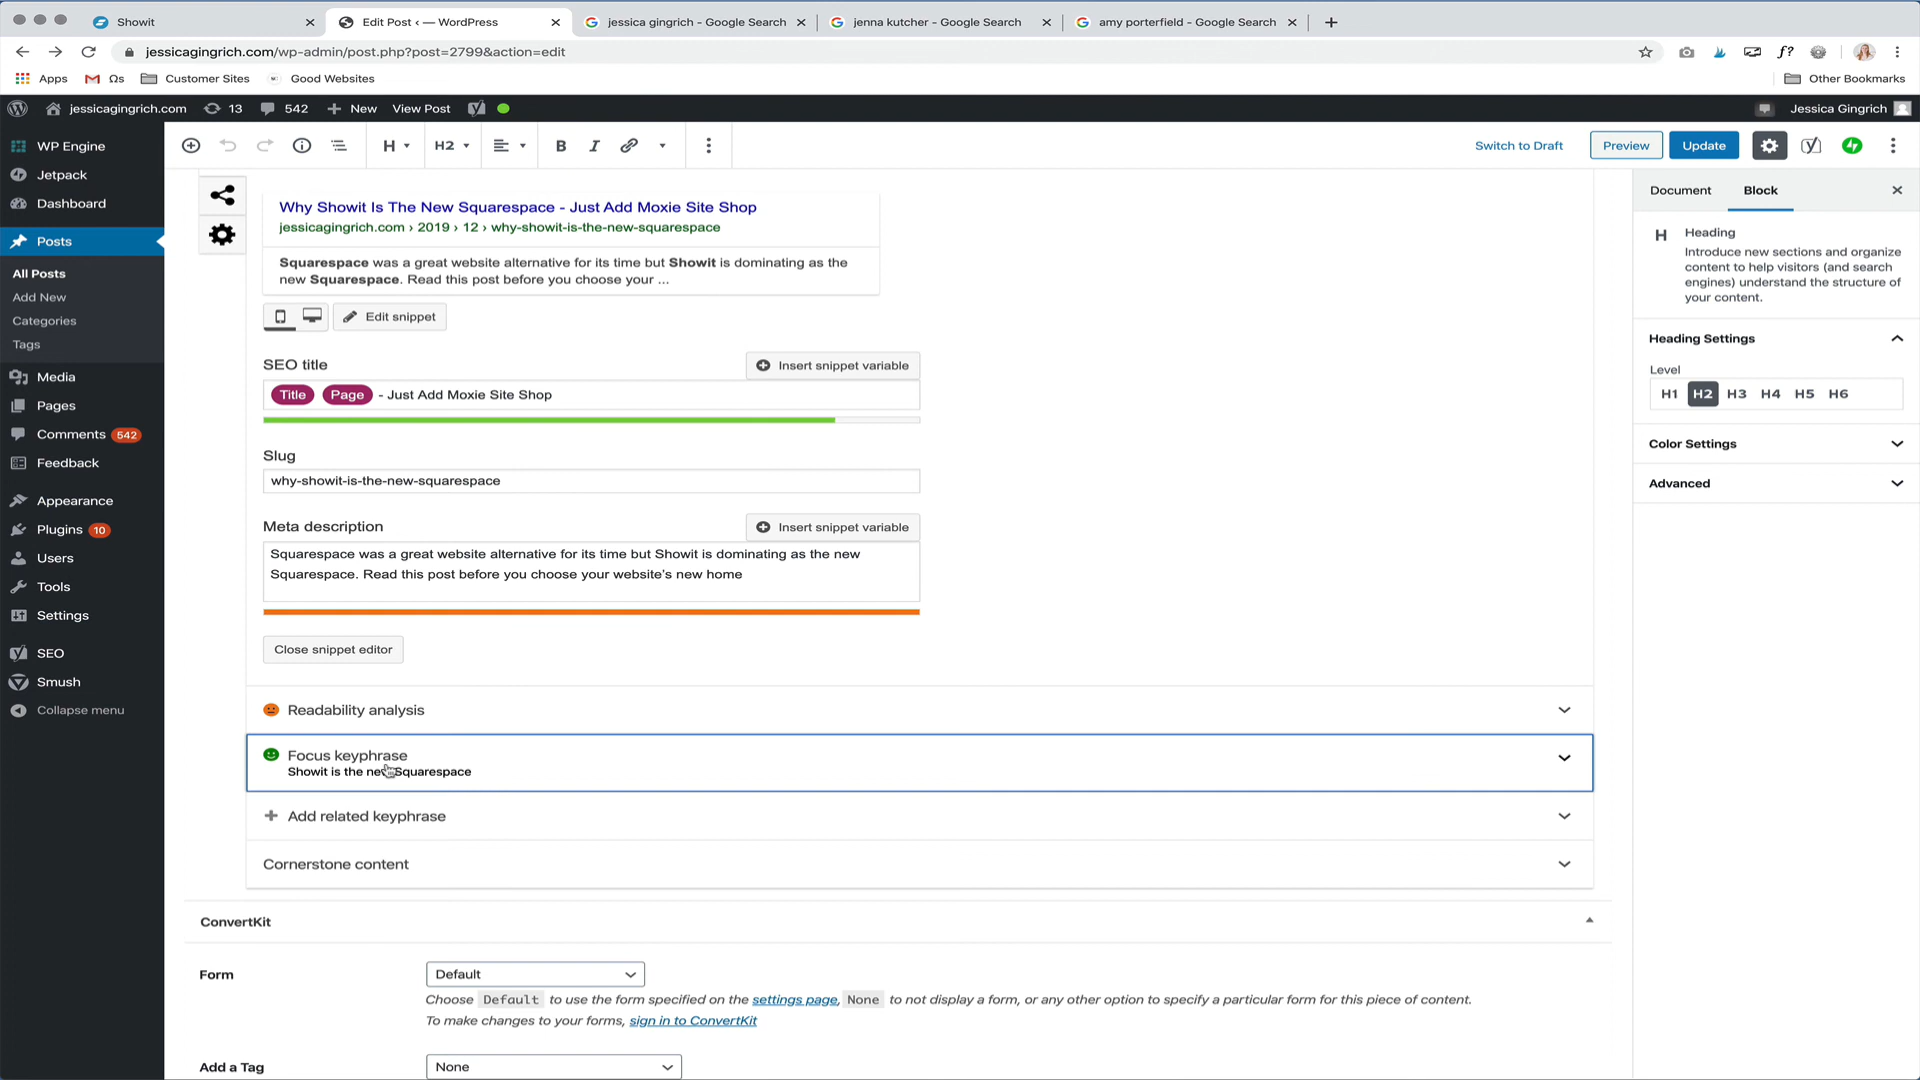 Showit
Edit Post ‹ — WordPress
jessica gingrich - Google Search
jenna kutcher - Google Search
amy porterfield - Google Search
jessicagingrich.com/wp-admin/post.php?post=2799&action=edit
f?
Apps
Ωs
Customer Sites
Good Websites
Other Bookmarks
jessicagingrich.com
13
542
New
View Post
Jessica Gingrich
WP Engine
Jetpack
Dashboard
Posts
All Posts
Add New
Categories
Tags
Media
Pages
Comments 542
Feedback
Appearance
Plugins 10
Users
Tools
Settings
SEO
Smush
Collapse menu
H
H2
B
I
Switch to Draft
Preview
Update
Why Showit Is The New Squarespace - Just Add Moxie Site Shop
jessicagingrich.com › 2019 › 12 › why-showit-is-the-new-squarespace
Squarespace was a great website alternative for its time but Showit is dominating as the
new Squarespace. Read this post before you choose your ...
Edit snippet
SEO title
Insert snippet variable
Title Page - Just Add Moxie Site Shop
Slug
why-showit-is-the-new-squarespace
Meta description
Insert snippet variable
Squarespace was a great website alternative for its time but Showit is dominating as the new
Squarespace. Read this post before you choose your website's new home
Close snippet editor
Readability analysis
Focus keyphrase
Showit is the new Squarespace
Add related keyphrase
Cornerstone content
ConvertKit
Form
Default
Choose Default to use the form specified on the settings page, None to not display a form, or any other option to specify a particular form for this piece of content.
To make changes to your forms, sign in to ConvertKit
Add a Tag
None
Document
Block
H
Heading
Introduce new sections and organize
content to help visitors (and search
engines) understand the structure of
your content.
Heading Settings
Level
H1 H2 H3 H4 H5 H6
Color Settings
Advanced